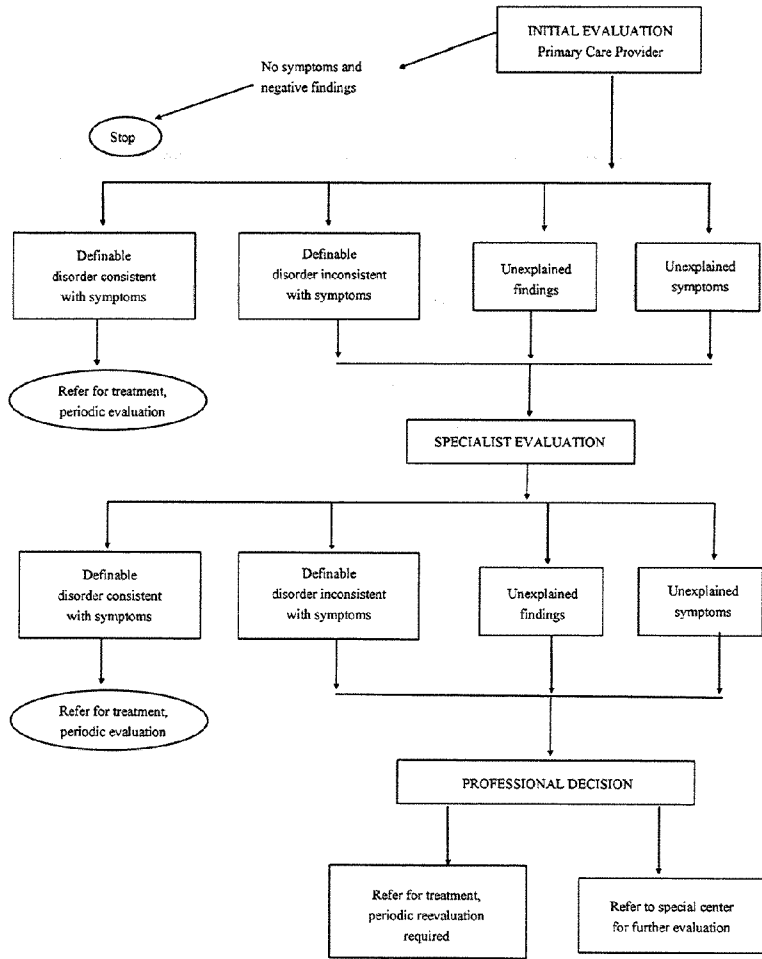 INITIAL EVALUATION
Primary Care Provider
No symptoms and
negative findings
Stop
Definable
disorder consistent
with symptoms
Definable
disorder inconsistent
with symptoms
Unexplained
findings
Unexplained
symptoms
Refer for treatment,
periodic evaluation
SPECIALIST EVALUATION
Definable
disorder consistent
with symptoms
Definable
disorder inconsistent
with symptoms
Unexplained
findings
Unexplained
symptoms
Refer for treatment,
periodic evaluation
PROFESSIONAL DECISION
Refer for treatment,
periodic reevaluation
required
Refer to special center
for further evaluation